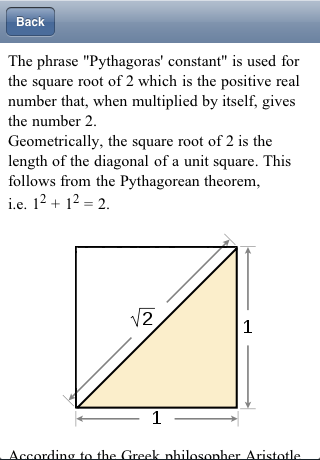 Back
The phrase "Pythagoras' constant" is used for
the square root of 2 which is the positive real
number that, when multiplied by itself, gives
the number 2.
Geometrically, the square root of 2 is the
length of the diagonal of a unit square. This
follows from the Pythagorean theorem,
i.e. 1² + 1² = 2.
√2
1
1
According to the Greek philosopher Aristotle